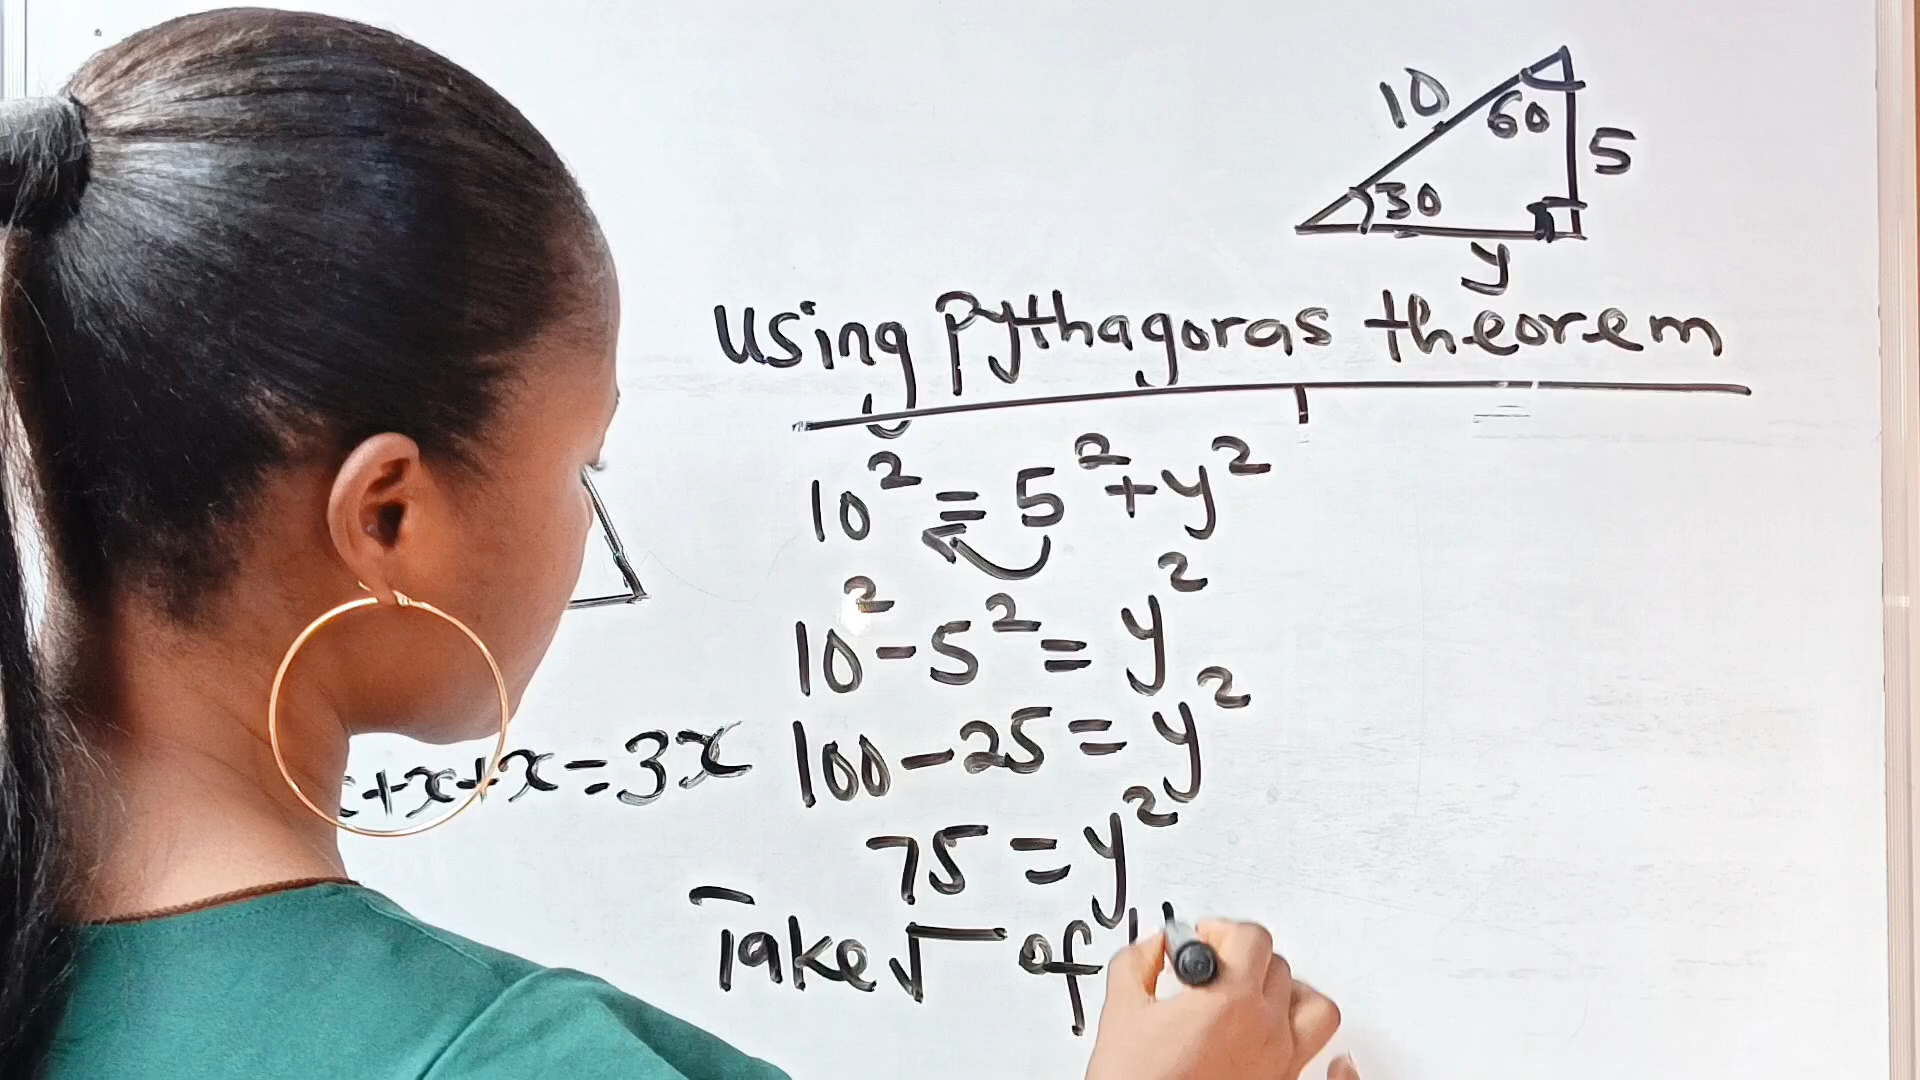 10
60
5
30
y
Using pythagoras theorem
10² = 5² + y²
10² - 5² = y²
100 - 25 = y²
x + x + x = 3x
75 = y²
Take √ of